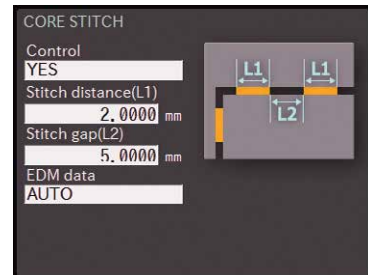 CORE STITCH
Control
YES
Stitch distance(L1)
2.0000 mm
Stitch gap(L2)
5.0000 mm
EDM data
AUTO
L1 L1
L2